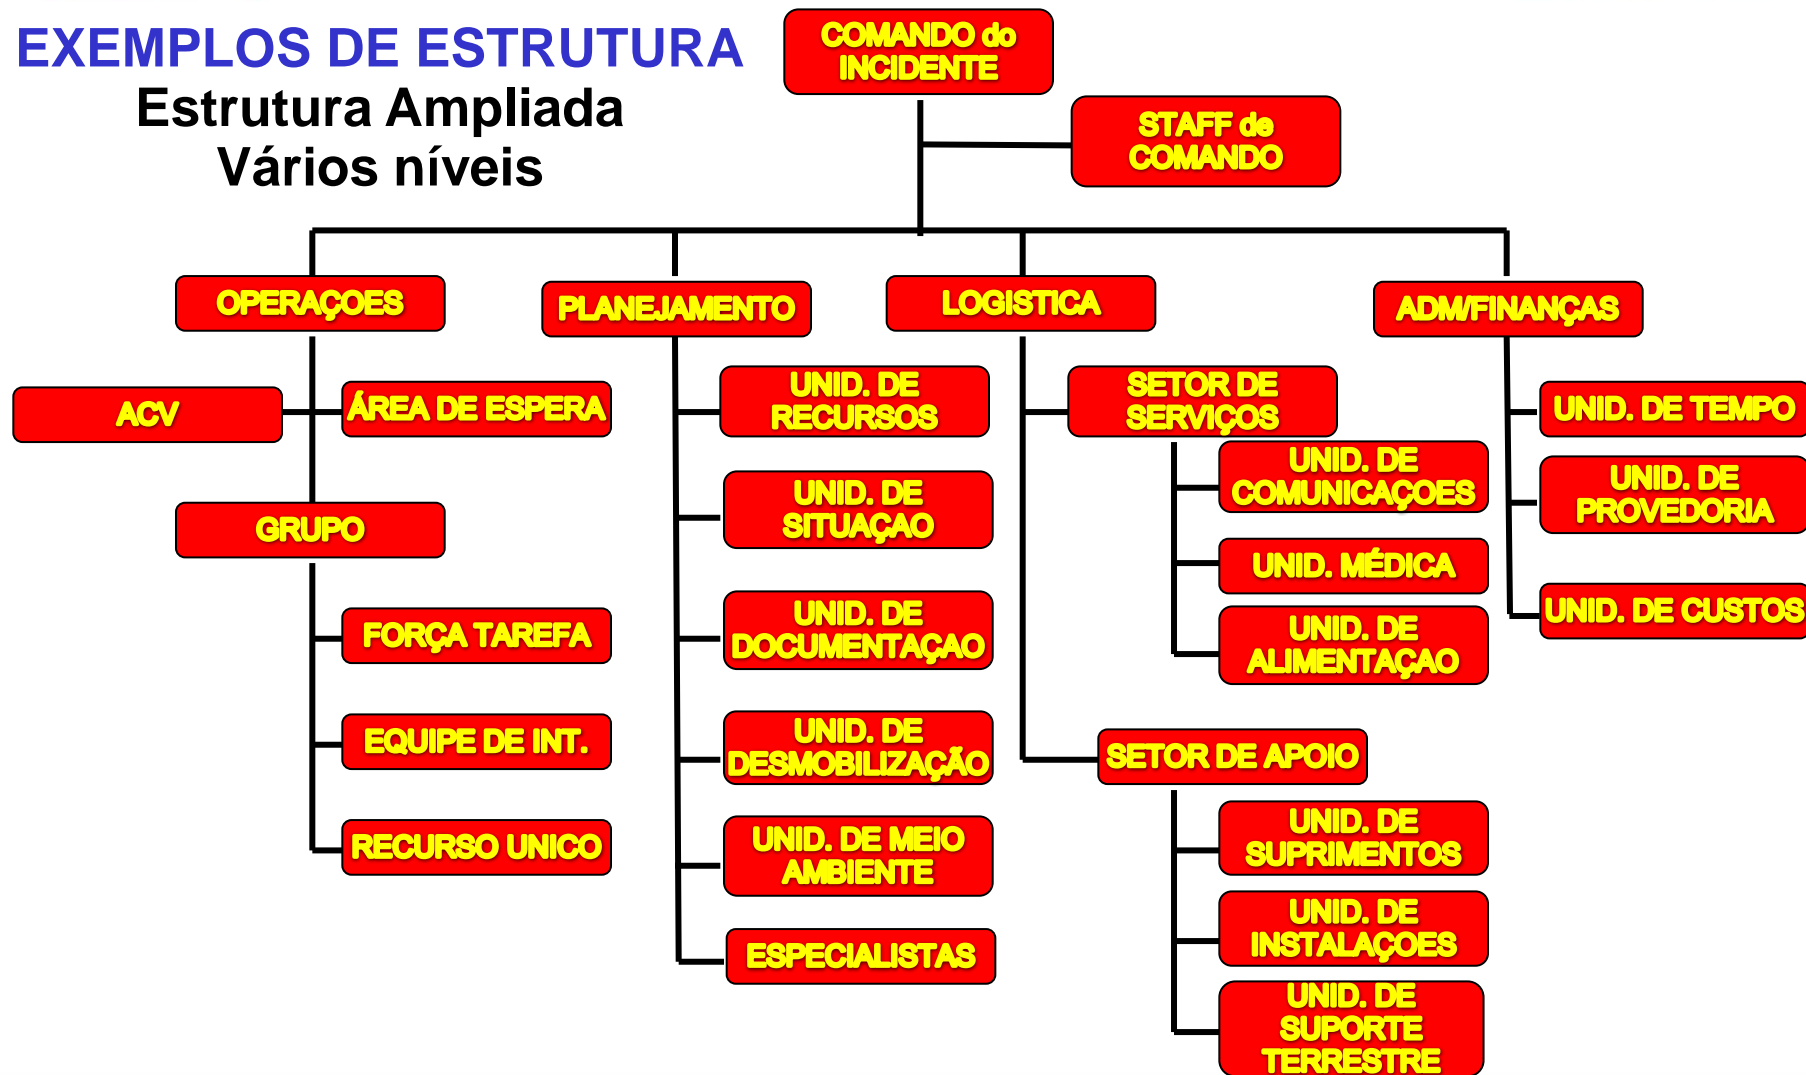 EXEMPLOS DE ESTRUTURA
Estrutura Ampliada
Vários níveis
COMANDO do
INCIDENTE
STAFF de
COMANDO
OPERAÇOES
PLANEJAMENTO
LOGISTICA
ADM/FINANÇAS
ACV
ÁREA DE ESPERA
GRUPO
FORÇA TAREFA
EQUIPE DE INT.
RECURSO UNICO
UNID. DE
RECURSOS
UNID. DE
SITUAÇAO
UNID. DE
DOCUMENTAÇAO
UNID. DE
DESMOBILIZAÇÃO
UNID. DE MEIO
AMBIENTE
ESPECIALISTAS
SETOR DE
SERVIÇOS
UNID. DE
COMUNICAÇOES
UNID. MÉDICA
UNID. DE
ALIMENTAÇAO
SETOR DE APOIO
UNID. DE
SUPRIMENTOS
UNID. DE
INSTALAÇOES
UNID. DE
SUPORTE
TERRESTRE
UNID. DE TEMPO
UNID. DE
PROVEDORIA
UNID. DE CUSTOS